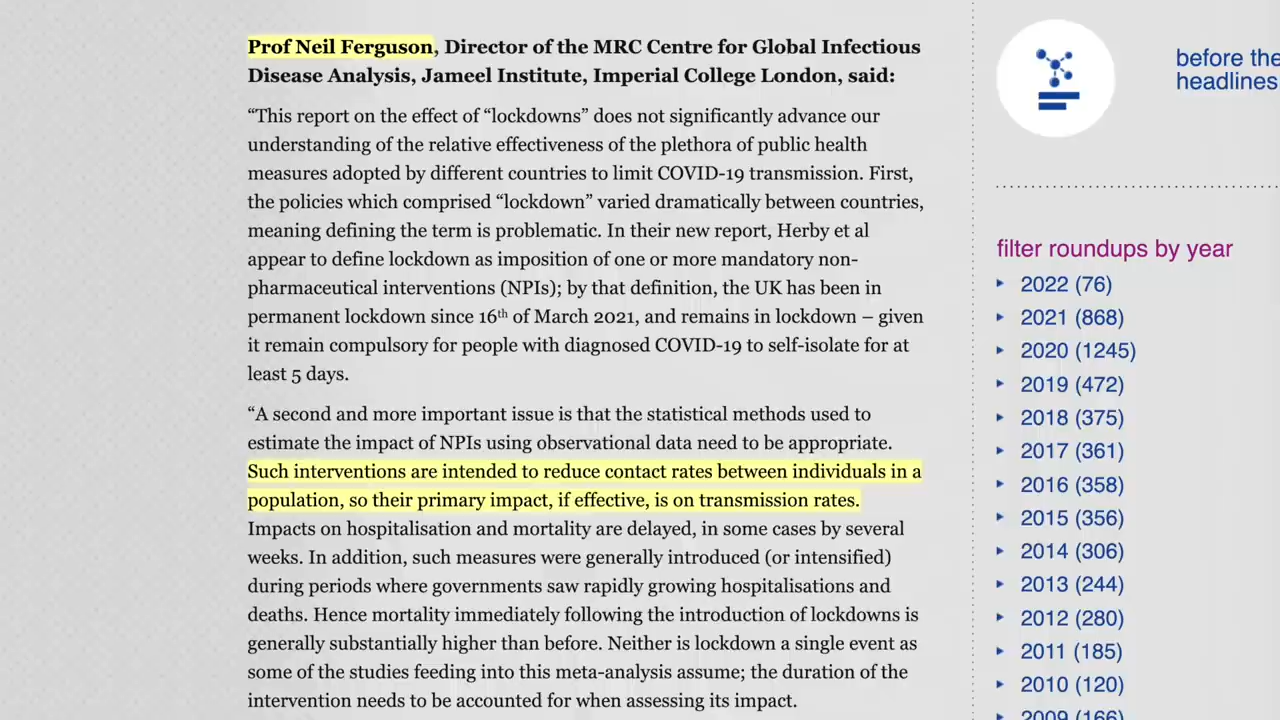 Prof Neil Ferguson, Director of the MRC Centre for Global Infectious
Disease Analysis, Jameel Institute, Imperial College London, said:
“This report on the effect of “lockdowns” does not significantly advance our
understanding of the relative effectiveness of the plethora of public health
measures adopted by different countries to limit COVID-19 transmission. First,
the policies which comprised “lockdown” varied dramatically between countries,
meaning defining the term is problematic. In their new report, Herby et al
appear to define lockdown as imposition of one or more mandatory non-
pharmaceutical interventions (NPIs); by that definition, the UK has been in
permanent lockdown since 16th of March 2021, and remains in lockdown – given
it remain compulsory for people with diagnosed COVID-19 to self-isolate for at
least 5 days.
“A second and more important issue is that the statistical methods used to
estimate the impact of NPIs using observational data need to be appropriate.
Such interventions are intended to reduce contact rates between individuals in a
population, so their primary impact, if effective, is on transmission rates.
Impacts on hospitalisation and mortality are delayed, in some cases by several
weeks. In addition, such measures were generally introduced (or intensified)
during periods where governments saw rapidly growing hospitalisations and
deaths. Hence mortality immediately following the introduction of lockdowns is
generally substantially higher than before. Neither is lockdown a single event as
some of the studies feeding into this meta-analysis assume; the duration of the
intervention needs to be accounted for when assessing its impact.
before the
headlines
filter roundups by year
2022 (76)
2021 (868)
2020 (1245)
2019 (472)
2018 (375)
2017 (361)
2016 (358)
2015 (356)
2014 (306)
2013 (244)
2012 (280)
2011 (185)
2010 (120)
2009 (166)